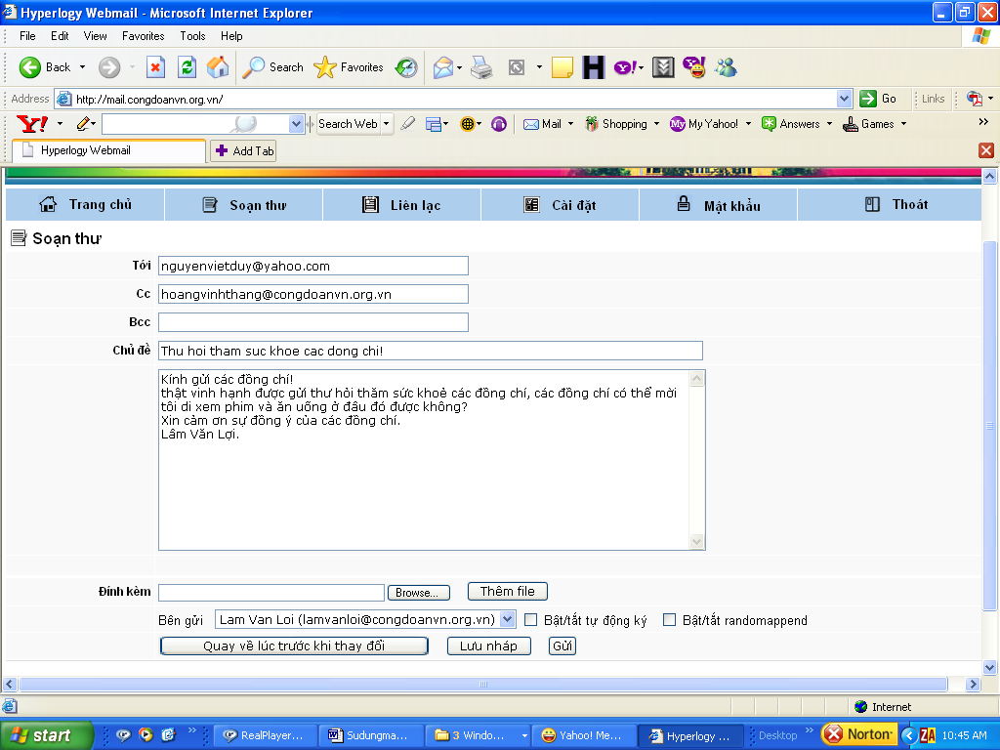 Hyperlogy Webmail - Microsoft Internet Explorer
File Edit View Favorites Tools Help
Back Search Favorites
Address http://mail.congdoanvn.org.vn/ Go Links
Y! Search Web Mail Shopping My Yahoo! Answers Games
Hyperlogy Webmail Add Tab
Trang chủ Soạn thư Liên lạc Cài đặt Mật khẩu Thoát
Soạn thư
Tới nguyenvietduy@yahoo.com
Cc hoangvinhthang@congdoanvn.org.vn
Bcc
Chủ đề Thu hoi tham suc khoe cac dong chi!
Kính gửi các đồng chí!
thật vinh hạnh được gửi thư hỏi thăm sức khoẻ các đồng chí, các đồng chí có thể mời
tôi di xem phim và ăn uống ở đâu đó được không?
Xin cảm ơn sự đồng ý của các đồng chí.
Lâm Văn Lợi.
Đính kèm Browse... Thêm file
Bên gửi Lam Van Loi (lamvanloi@congdoanvn.org.vn) Bật/tắt tự động ký Bật/tắt randomappend
Quay về lúc trước khi thay đổi Lưu nháp Gửi
Internet
start RealPlayer... Sudungma... 3 Windo... Yahoo! Me... Hyperlogy ... Desktop Norton 10:45 AM